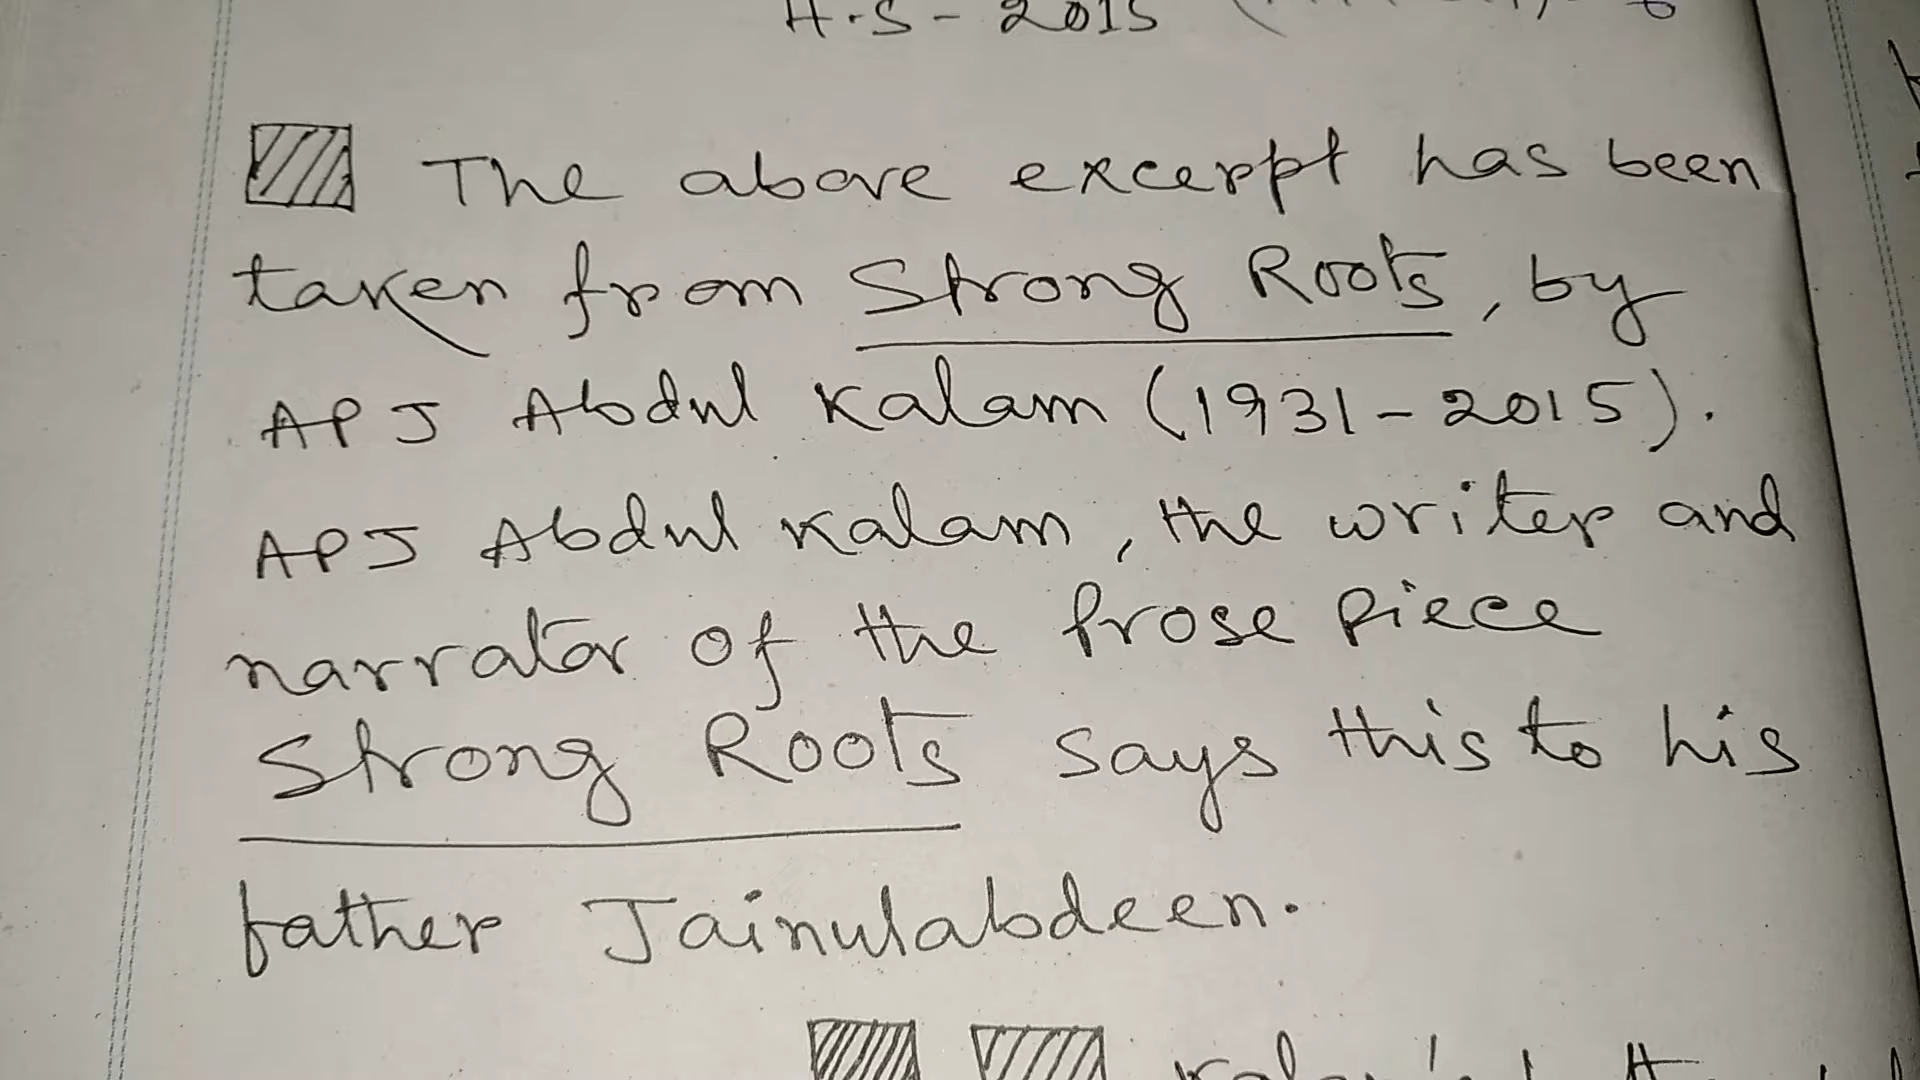 H.S - 2015
The above excerpt has been
taken from Strong Roots, by
APJ Abdul Kalam (1931-2015).
APJ Abdul Kalam, the writer and
narrator of the prose piece
Strong Roots says this to his
father Jainulabdeen.